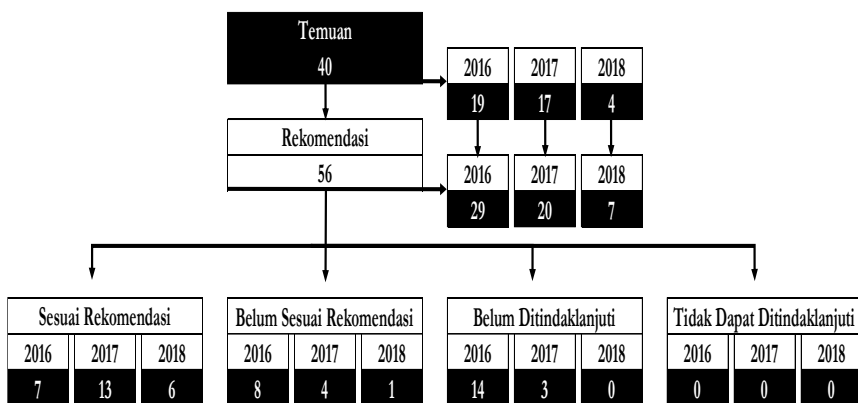 Temuan
40
2016 2017 2018
19 17 4
Rekomendasi
56
2016 2017 2018
29 20 7
Sesuai Rekomendasi Belum Sesuai Rekomendasi Belum Ditindaklanjuti Tidak Dapat Ditindaklanjuti
2016 2017 2018 2016 2017 2018 2016 2017 2018 2016 2017 2018
7 13 6 8 4 1 14 3 0 0 0 0